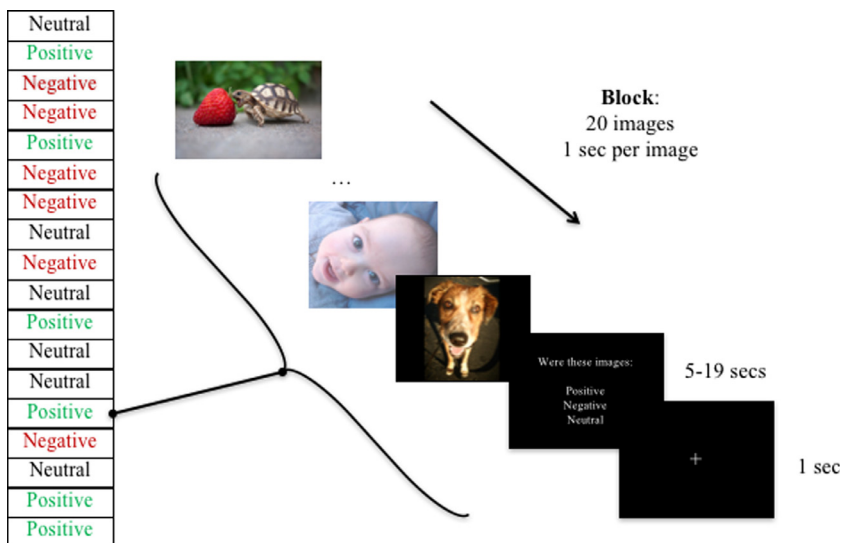 Neutral
Positive
Negative
Negative
Positive
Negative
Negative
Neutral
Negative
Neutral
Positive
Neutral
Neutral
Positive
Negative
Neutral
Positive
Positive
Block:
20 images
1 sec per image
...
Were these images:
Positive
Negative
Neutral
5-19 secs
+
1 sec